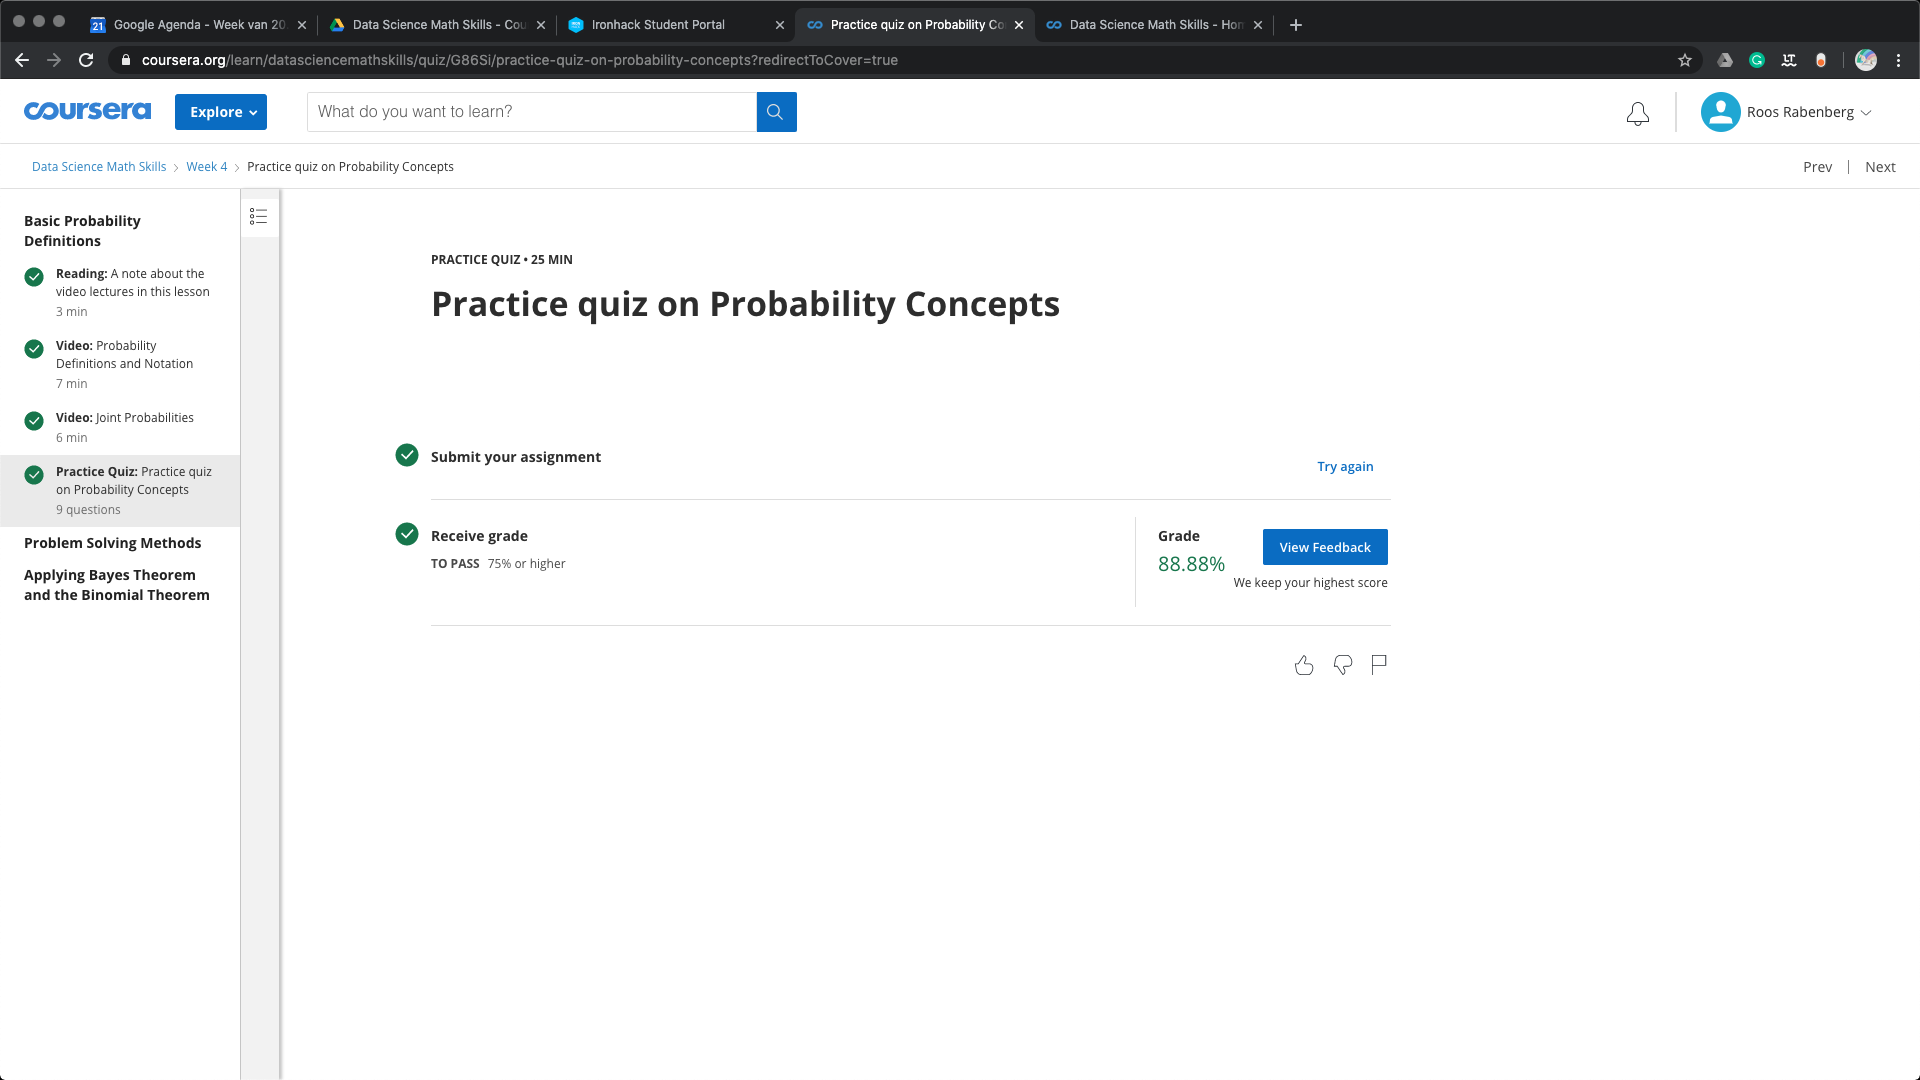 21 Google Agenda - Week van 20
Data Science Math Skills - Cou
Ironhack Student Portal
Practice quiz on Probability Co
Data Science Math Skills - Hom
coursera.org/learn/datasciencemathskills/quiz/G86Si/practice-quiz-on-probability-concepts?redirectToCover=true
coursera
Explore
What do you want to learn?
Roos Rabenberg
Data Science Math Skills > Week 4 > Practice quiz on Probability Concepts
Prev | Next
Basic Probability
Definitions
Reading: A note about the
video lectures in this lesson
3 min
Video: Probability
Definitions and Notation
7 min
Video: Joint Probabilities
6 min
Practice Quiz: Practice quiz
on Probability Concepts
9 questions
Problem Solving Methods
Applying Bayes Theorem
and the Binomial Theorem
PRACTICE QUIZ • 25 MIN
Practice quiz on Probability Concepts
Submit your assignment
Try again
Receive grade
TO PASS 75% or higher
Grade
88.88%
View Feedback
We keep your highest score